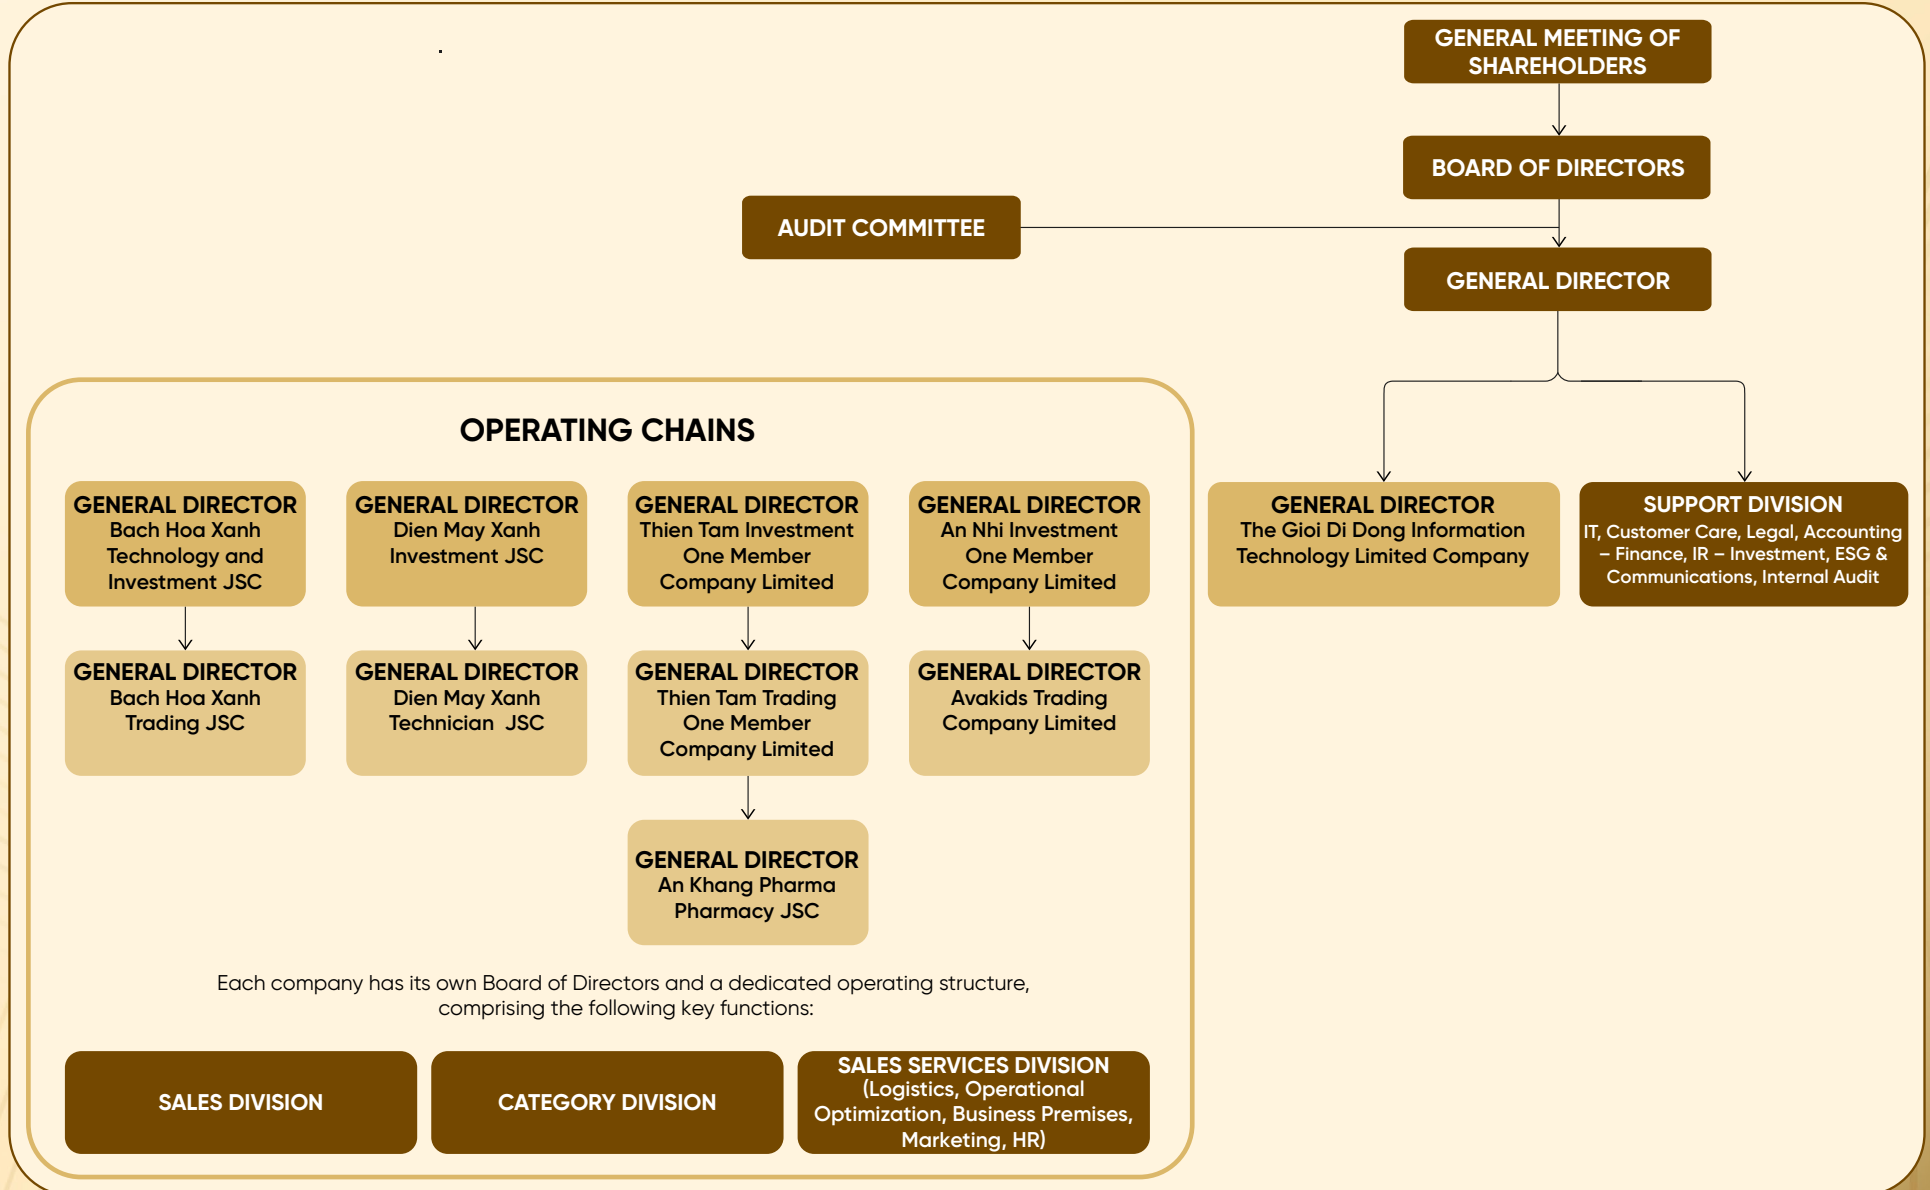 GENERAL MEETING OF
SHAREHOLDERS
BOARD OF DIRECTORS
AUDIT COMMITTEE
GENERAL DIRECTOR
OPERATING CHAINS
GENERAL DIRECTOR
Bach Hoa Xanh
Technology and
Investment JSC
GENERAL DIRECTOR
Dien May Xanh
Investment JSC
GENERAL DIRECTOR
Thien Tam Investment
One Member
Company Limited
GENERAL DIRECTOR
An Nhi Investment
One Member
Company Limited
GENERAL DIRECTOR
The Gioi Di Dong Information
Technology Limited Company
SUPPORT DIVISION
IT, Customer Care, Legal, Accounting
– Finance, IR – Investment, ESG &
Communications, Internal Audit
GENERAL DIRECTOR
Bach Hoa Xanh
Trading JSC
GENERAL DIRECTOR
Dien May Xanh
Technician JSC
GENERAL DIRECTOR
Thien Tam Trading
One Member
Company Limited
GENERAL DIRECTOR
Avakids Trading
Company Limited
GENERAL DIRECTOR
An Khang Pharma
Pharmacy JSC
Each company has its own Board of Directors and a dedicated operating structure,
comprising the following key functions:
SALES DIVISION
CATEGORY DIVISION
SALES SERVICES DIVISION
(Logistics, Operational
Optimization, Business Premises,
Marketing, HR)